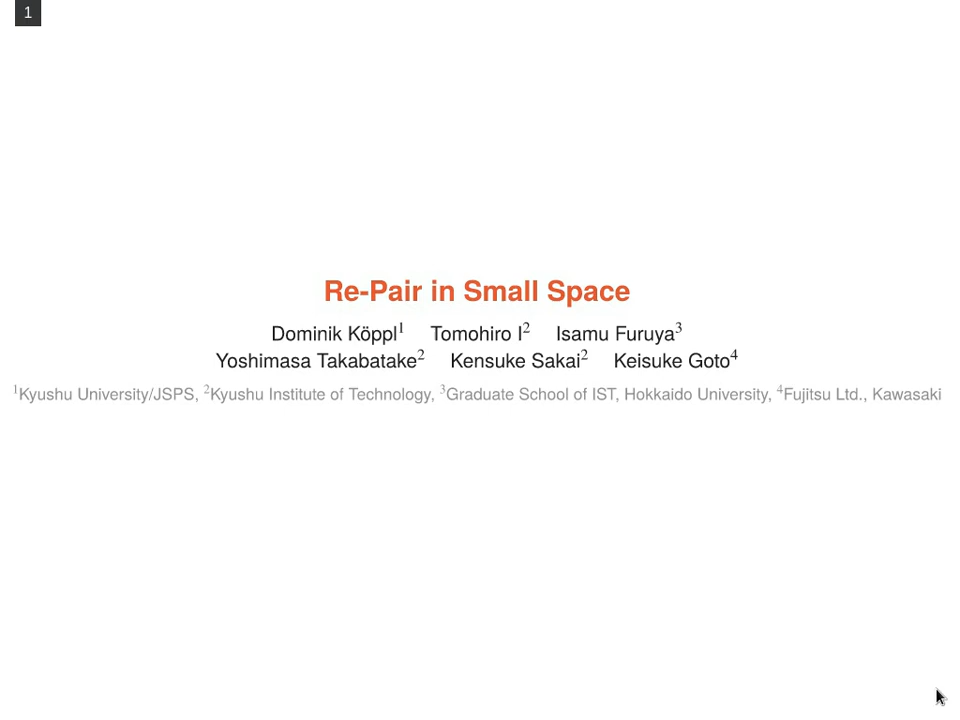 1
Re-Pair in Small Space
Dominik Köppl¹ Tomohiro I² Isamu Furuya³
Yoshimasa Takabatake² Kensuke Sakai² Keisuke Goto⁴
¹Kyushu University/JSPS, ²Kyushu Institute of Technology, ³Graduate School of IST, Hokkaido University, ⁴Fujitsu Ltd., Kawasaki